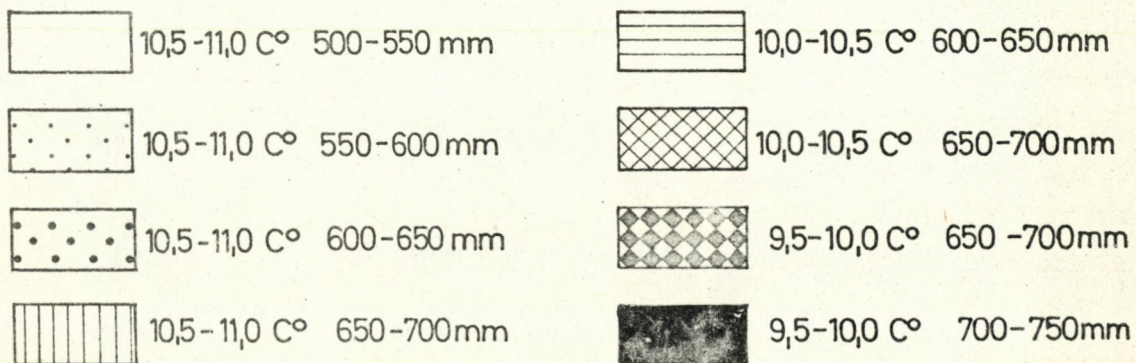 10,5-11,0 C° 500-550 mm
10,5-11,0 C° 550-600 mm
10,5-11,0 C° 600-650 mm
10,5-11,0 C° 650-700 mm
10,0-10,5 C° 600-650 mm
10,0-10,5 C° 650-700 mm
9,5-10,0 C° 650-700 mm
9,5-10,0 C° 700-750 mm